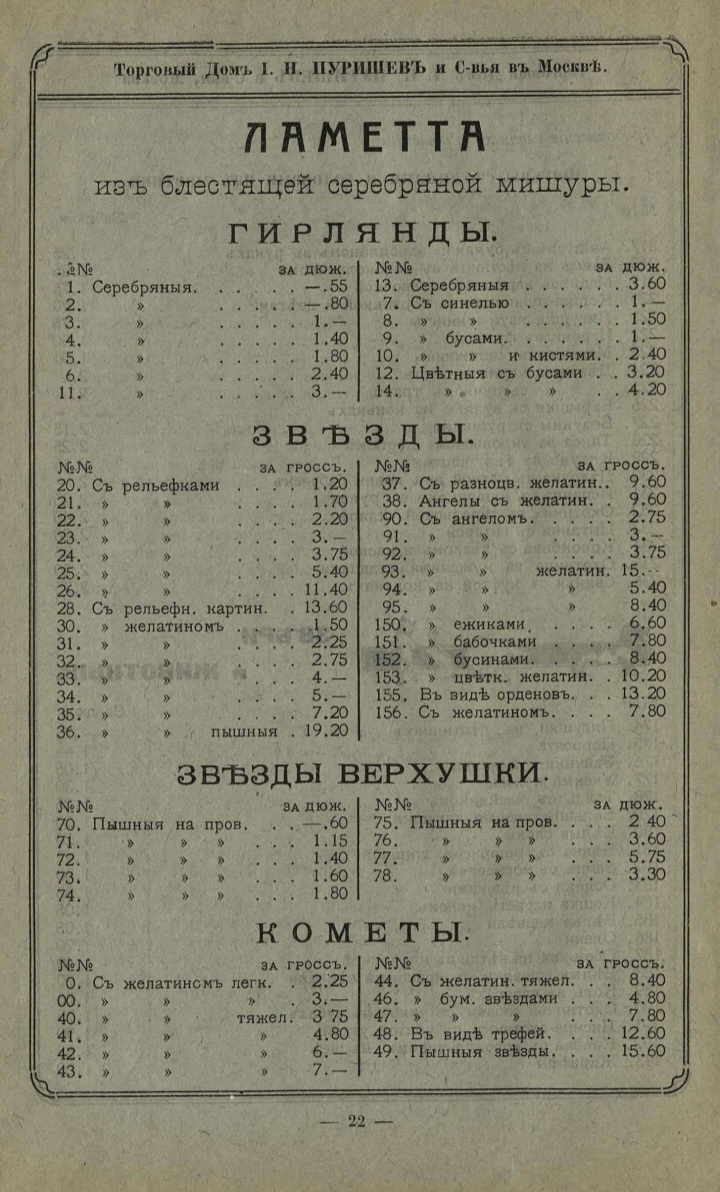 Торговый Домъ І. Н. ПУРИШЕВЪ и С-вья въ Москвѣ.
ЛАМЕТТА
изъ блестящей серебряной мишуры.
ГИРЛЯНДЫ.
№№ ЗА ДЮЖ.
1. Серебряныя. . . . . . —.55
2. » . . . . . —.80
3. » . . . . . 1.—
4. » . . . . . 1.40
5. » . . . . . 1.80
6. » . . . . . 2.40
11. » . . . . . 3.—
№№ ЗА ДЮЖ.
13. Серебряныя . . . . . . 3.60
7. Съ синелью . . . . . . 1.—
8. » » . . . . . . 1.50
9. » бусами. . . . . . . 1.—
10. » » и кистями. . 2.40
12. Цвѣтныя съ бусами . . 3.20
14. » » » . . 4.20
ЗВѢЗДЫ.
№№ ЗА ГРОССЪ.
20. Съ рельефками . . . . 1.20
21. » » . . . . 1.70
22. » » . . . . 2.20
23. » » . . . . 3.—
24. » » . . . . 3.75
25. » » . . . . 5.40
26. » » . . . . 11.40
28. Съ рельефн. картин. . 13.60
30. » желатиномъ . . . . 1.50
31. » » . . . . 2.25
32. » » . . . . 2.75
33. » » . . . . 4.—
34. » » . . . . 5.—
35. » » . . . . 7.20
36. » » пышныя . 19.20
№№ ЗА ГРОССЪ.
37. Съ разноцв. желатин.. 9.60
38. Ангелы съ желатин. . 9.60
90. Съ ангеломъ. . . . . 2.75
91. » » . . . . 3.—
92. » » . . . . 3.75
93. » » желатин. 15.—
94. » » » 5.40
95. » » » 8.40
150. » ежиками . . . . 6.60
151. » бабочками . . . . 7.80
152. » бусинами. . . . . 8.40
153. » цвѣтк. желатин. . 10.20
155. Въ видѣ орденовъ. . . 13.20
156. Съ желатиномъ. . . . 7.80
ЗВѢЗДЫ ВЕРХУШКИ.
№№ ЗА ДЮЖ.
70. Пышныя на пров. . . —.60
71. » » » . . . 1.15
72. » » » . . . 1.40
73. » » » . . . 1.60
74. » » » . . . 1.80
№№ ЗА ДЮЖ.
75. Пышныя на пров. . . . 2 40
76. » » » . . . 3.60
77. » » » . . . 5.75
78. » » » . . . 3.30
КОМЕТЫ.
№№ ЗА ГРОССЪ.
0. Съ желатиномъ легк. . 2.25
00. » » » . 3.—
40. » » тяжел. 3 75
41. » » » 4.80
42. » » » 6.—
43. » » » 7.—
№№ ЗА ГРОССЪ.
44. Съ желатин. тяжел. . . 8.40
46. » бум. звѣздами . . . 4.80
47. » » » . . . 7.80
48. Въ видѣ трефей. . . . 12.60
49. Пышныя звѣзды. . . . 15.60
— 22 —